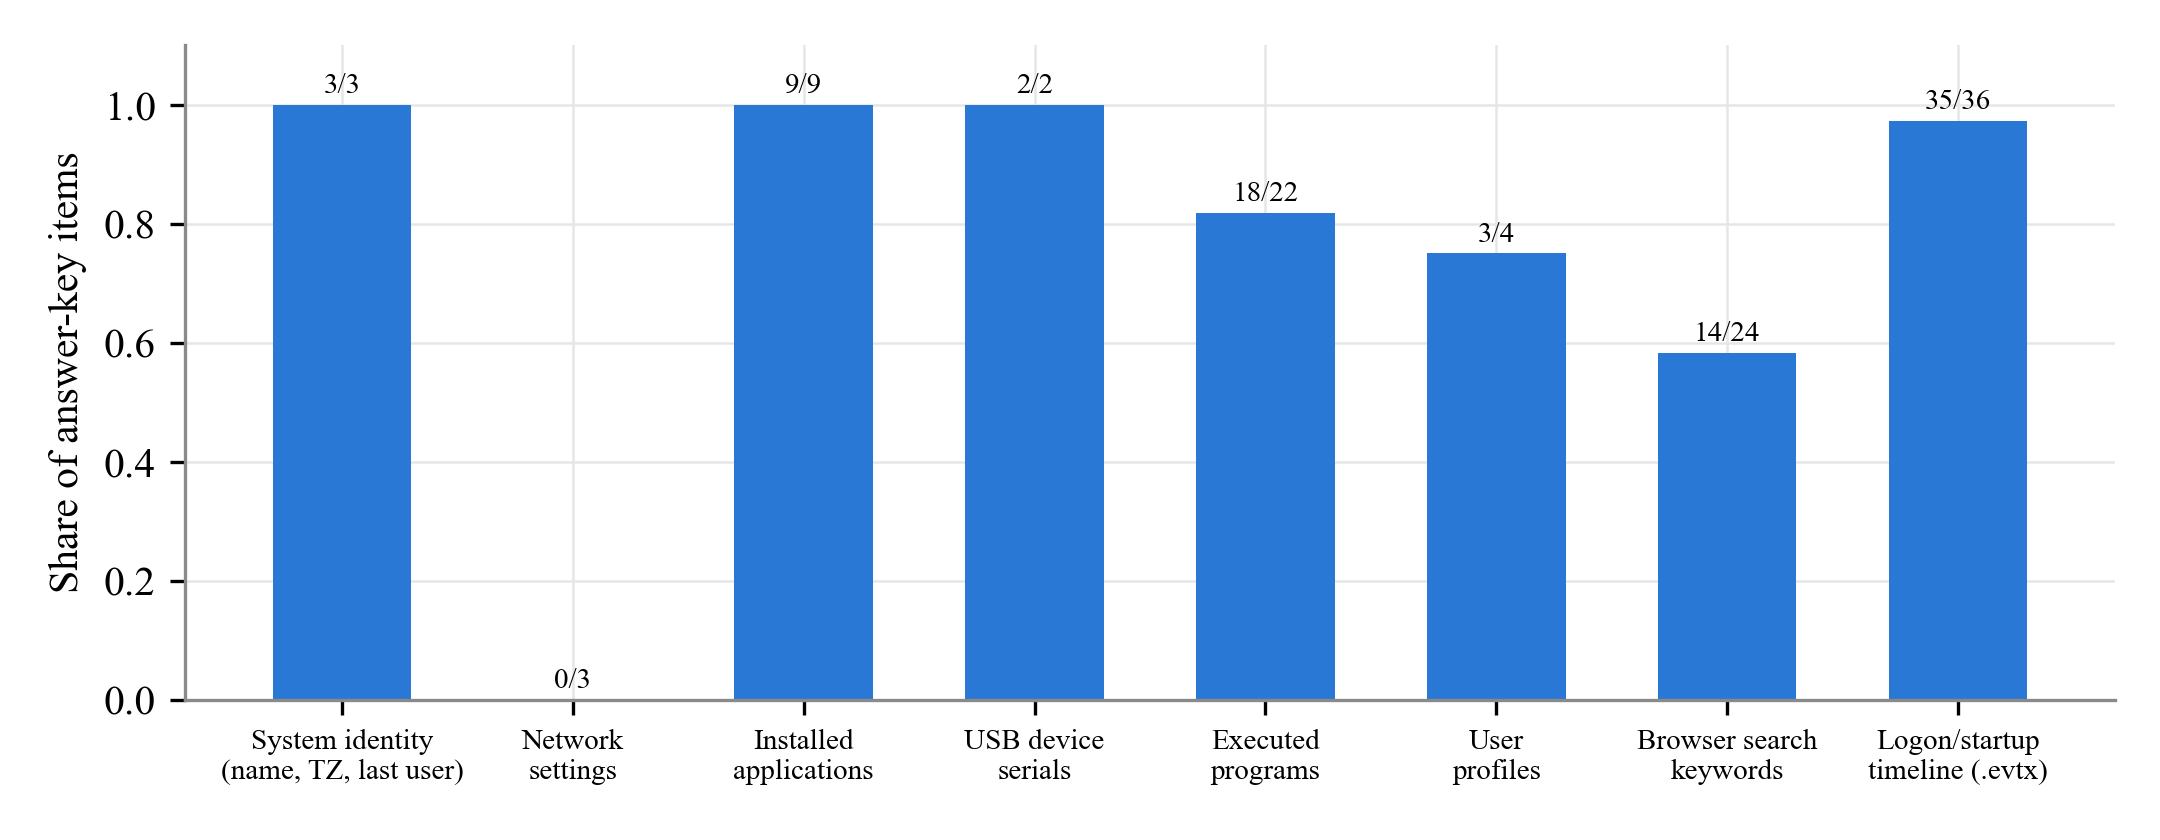 Share of answer-key items
1.0
0.8
0.6
0.4
0.2
0.0
3/3
0/3
9/9
2/2
18/22
3/4
14/24
35/36
System identity
(name, TZ, last user)
Network
settings
Installed
applications
USB device
serials
Executed
programs
User
profiles
Browser search
keywords
Logon/startup
timeline (.evtx)